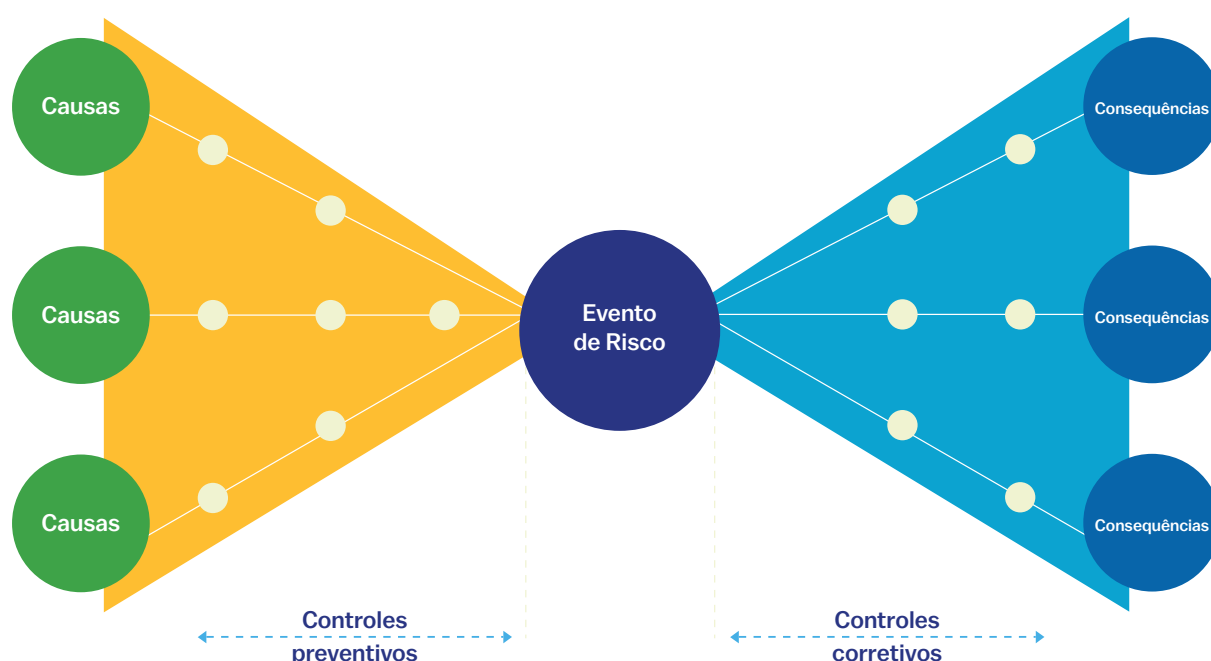 Causas
Consequências
Causas
Evento
de Risco
Consequências
Causas
Consequências
Controles
preventivos
Controles
corretivos